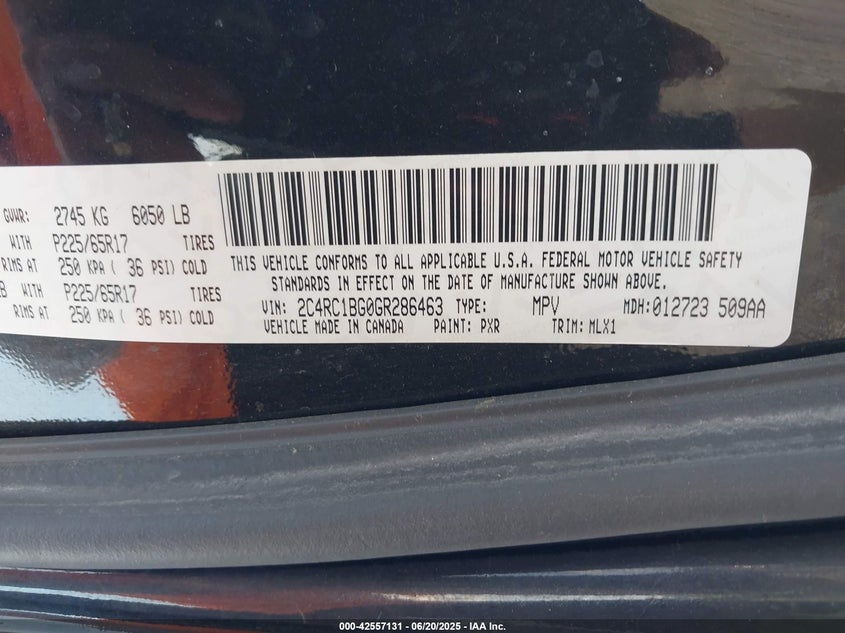 GVWR: 2745 KG 6050 LB
WITH P225/65R17 TIRES
RIMS AT 250 KPA ( 36 PSI) COLD
B WITH P225/65R17 TIRES
RIMS AT 250 KPA ( 36 PSI) COLD
THIS VEHICLE CONFORMS TO ALL APPLICABLE U.S.A. FEDERAL MOTOR VEHICLE SAFETY
STANDARDS IN EFFECT ON THE DATE OF MANUFACTURE SHOWN ABOVE.
VIN: 2C4RC1BG0GR286463 TYPE: MPV MDH:012723 509AA
VEHICLE MADE IN CANADA PAINT: PXR TRIM: MLX1
000-42557131 - 06/20/2025 - IAA Inc.